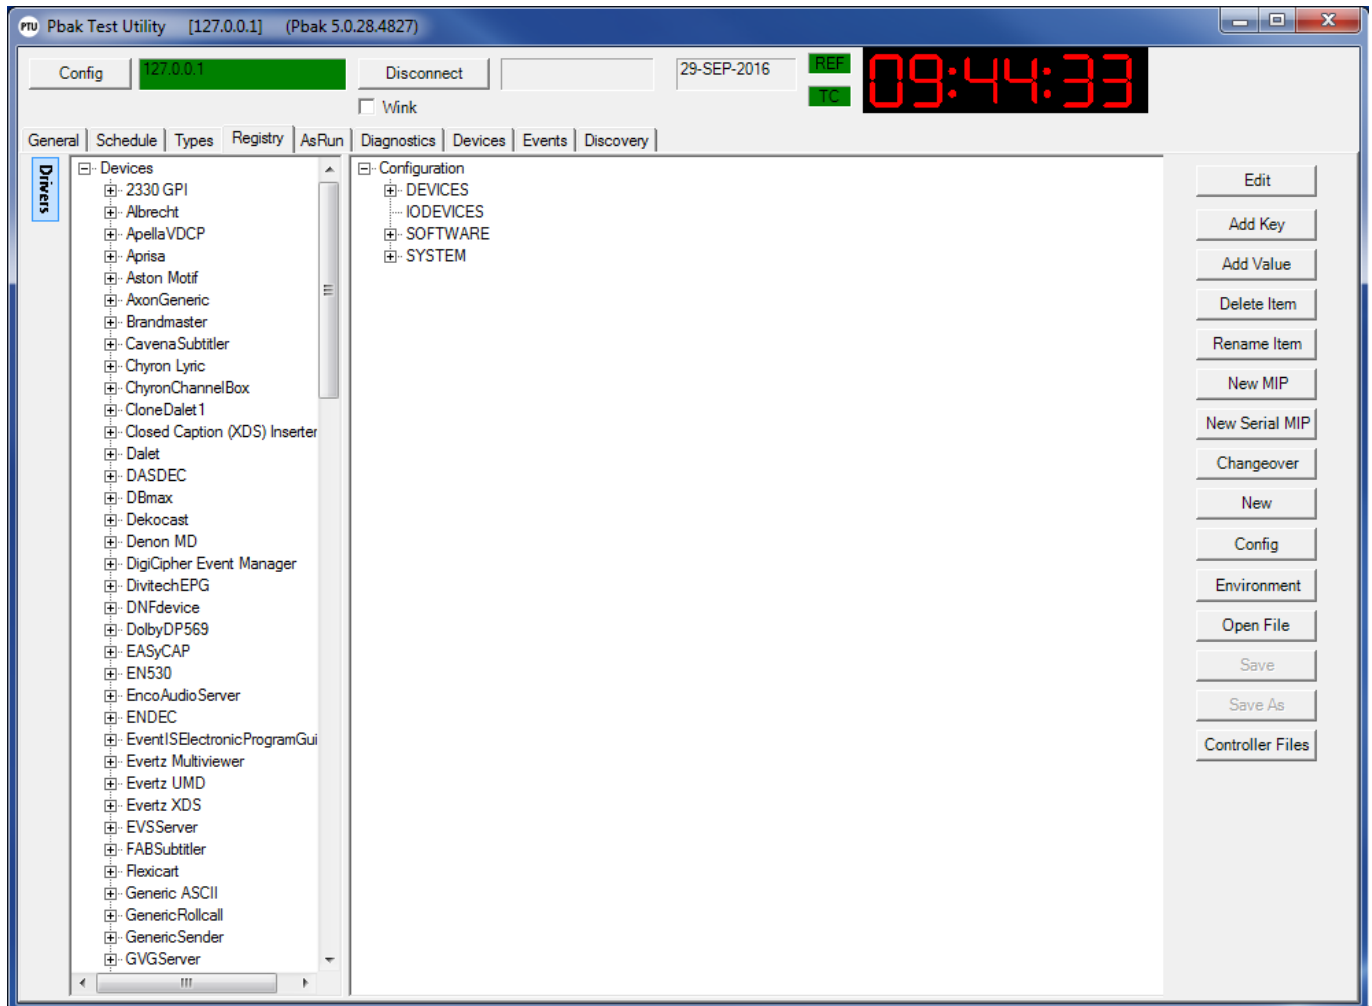 PTU Pbak Test Utility [127.0.0.1] (Pbak 5.0.28.4827)
Config 127.0.0.1 Disconnect 29-SEP-2016 REF 09:44:33
Wink TC
General Schedule Types Registry AsRun Diagnostics Devices Events Discovery
Drivers
Devices
2330 GPI
Albrecht
ApellaVDCP
Aprisa
Aston Motif
AxonGeneric
Brandmaster
CavenaSubtitler
Chyron Lyric
ChyronChannelBox
CloneDalet1
Closed Caption (XDS) Inserter
Dalet
DASDEC
DBmax
Dekocast
Denon MD
DigiCipher Event Manager
DivitechEPG
DNFdevice
DolbyDP569
EASyCAP
EN530
EncoAudioServer
ENDEC
EventISElectronicProgramGui
Evertz Multiviewer
Evertz UMD
Evertz XDS
EVSServer
FABSubtitler
Flexicart
Generic ASCII
GenericRollcall
GenericSender
GVGServer
Configuration
DEVICES
IODEVICES
SOFTWARE
SYSTEM
Edit
Add Key
Add Value
Delete Item
Rename Item
New MIP
New Serial MIP
Changeover
New
Config
Environment
Open File
Save
Save As
Controller Files